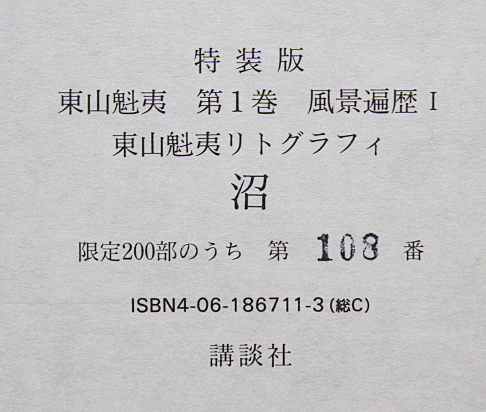 特装版
東山魁夷　第1巻　風景遍歴Ⅰ
東山魁夷リトグラフィ
沼
限定200部のうち　第　108　番
ISBN4-06-186711-3(総C)
講談社